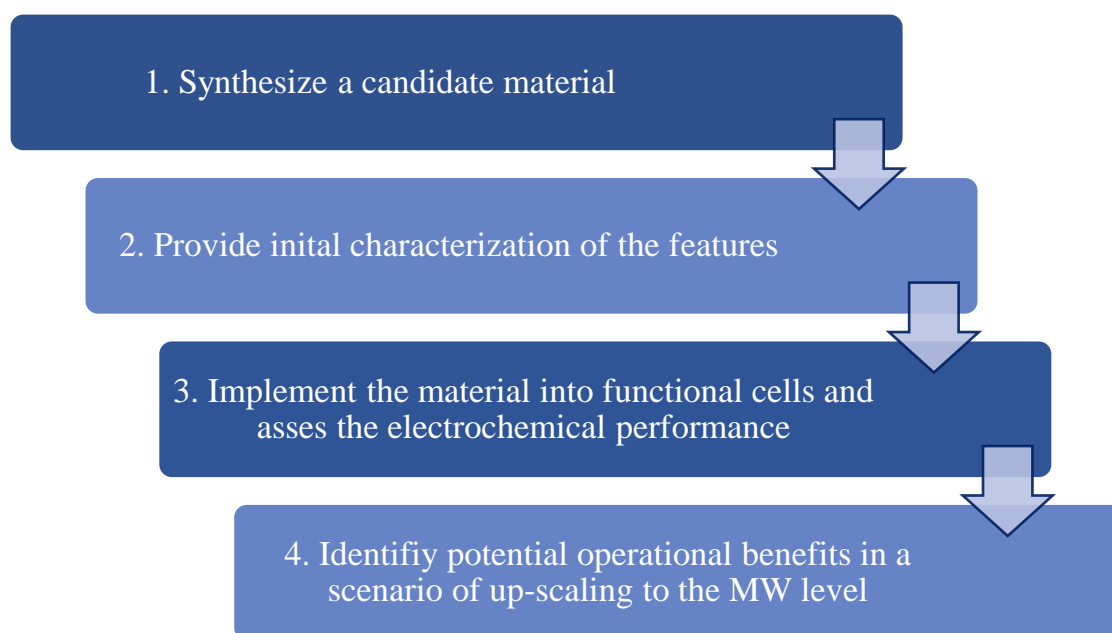 1. Synthesize a candidate material
2. Provide inital characterization of the features
3. Implement the material into functional cells and
asses the electrochemical performance
4. Identifiy potential operational benefits in a
scenario of up-scaling to the MW level